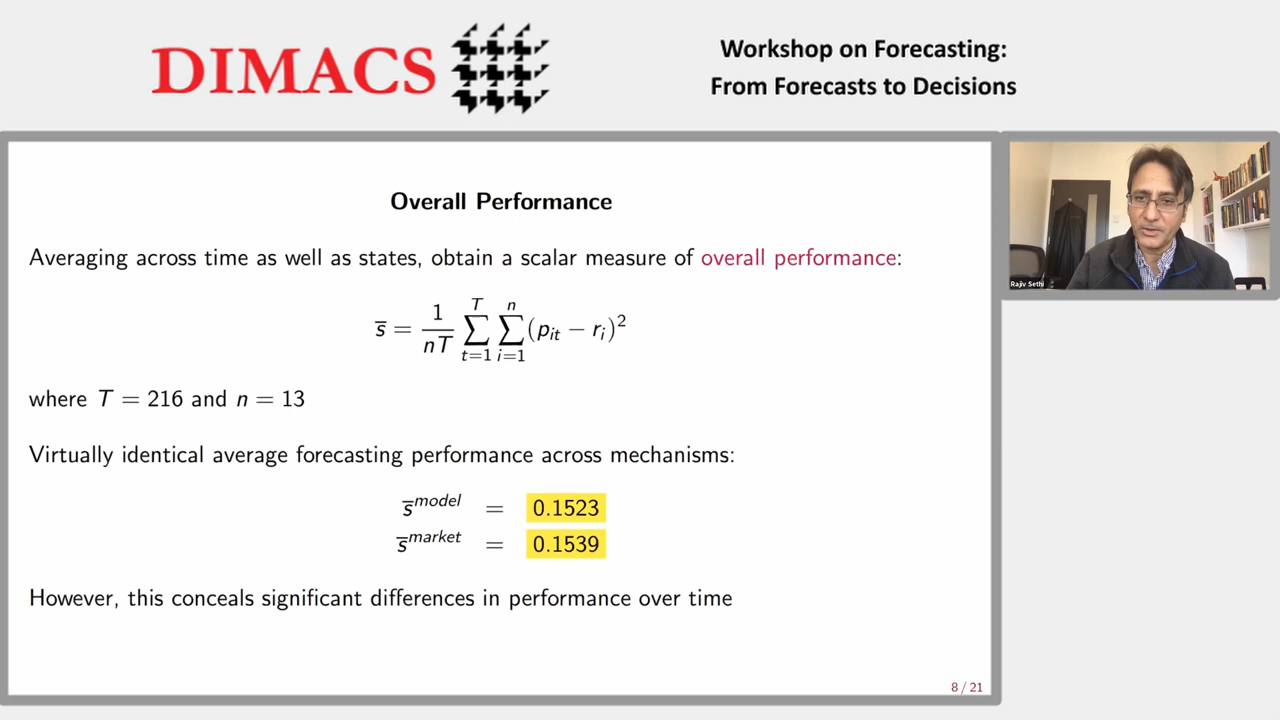 DIMACS
Workshop on Forecasting:
From Forecasts to Decisions
Overall Performance
Averaging across time as well as states, obtain a scalar measure of overall performance:
s̅ = 1/nT ∑_{t=1}^{T} ∑_{i=1}^{n} (p_{it} − r_i)²
where T = 216 and n = 13
Virtually identical average forecasting performance across mechanisms:
s̅^{model} = 0.1523
s̅^{market} = 0.1539
However, this conceals significant differences in performance over time
8 / 21
Rajiv Sethi